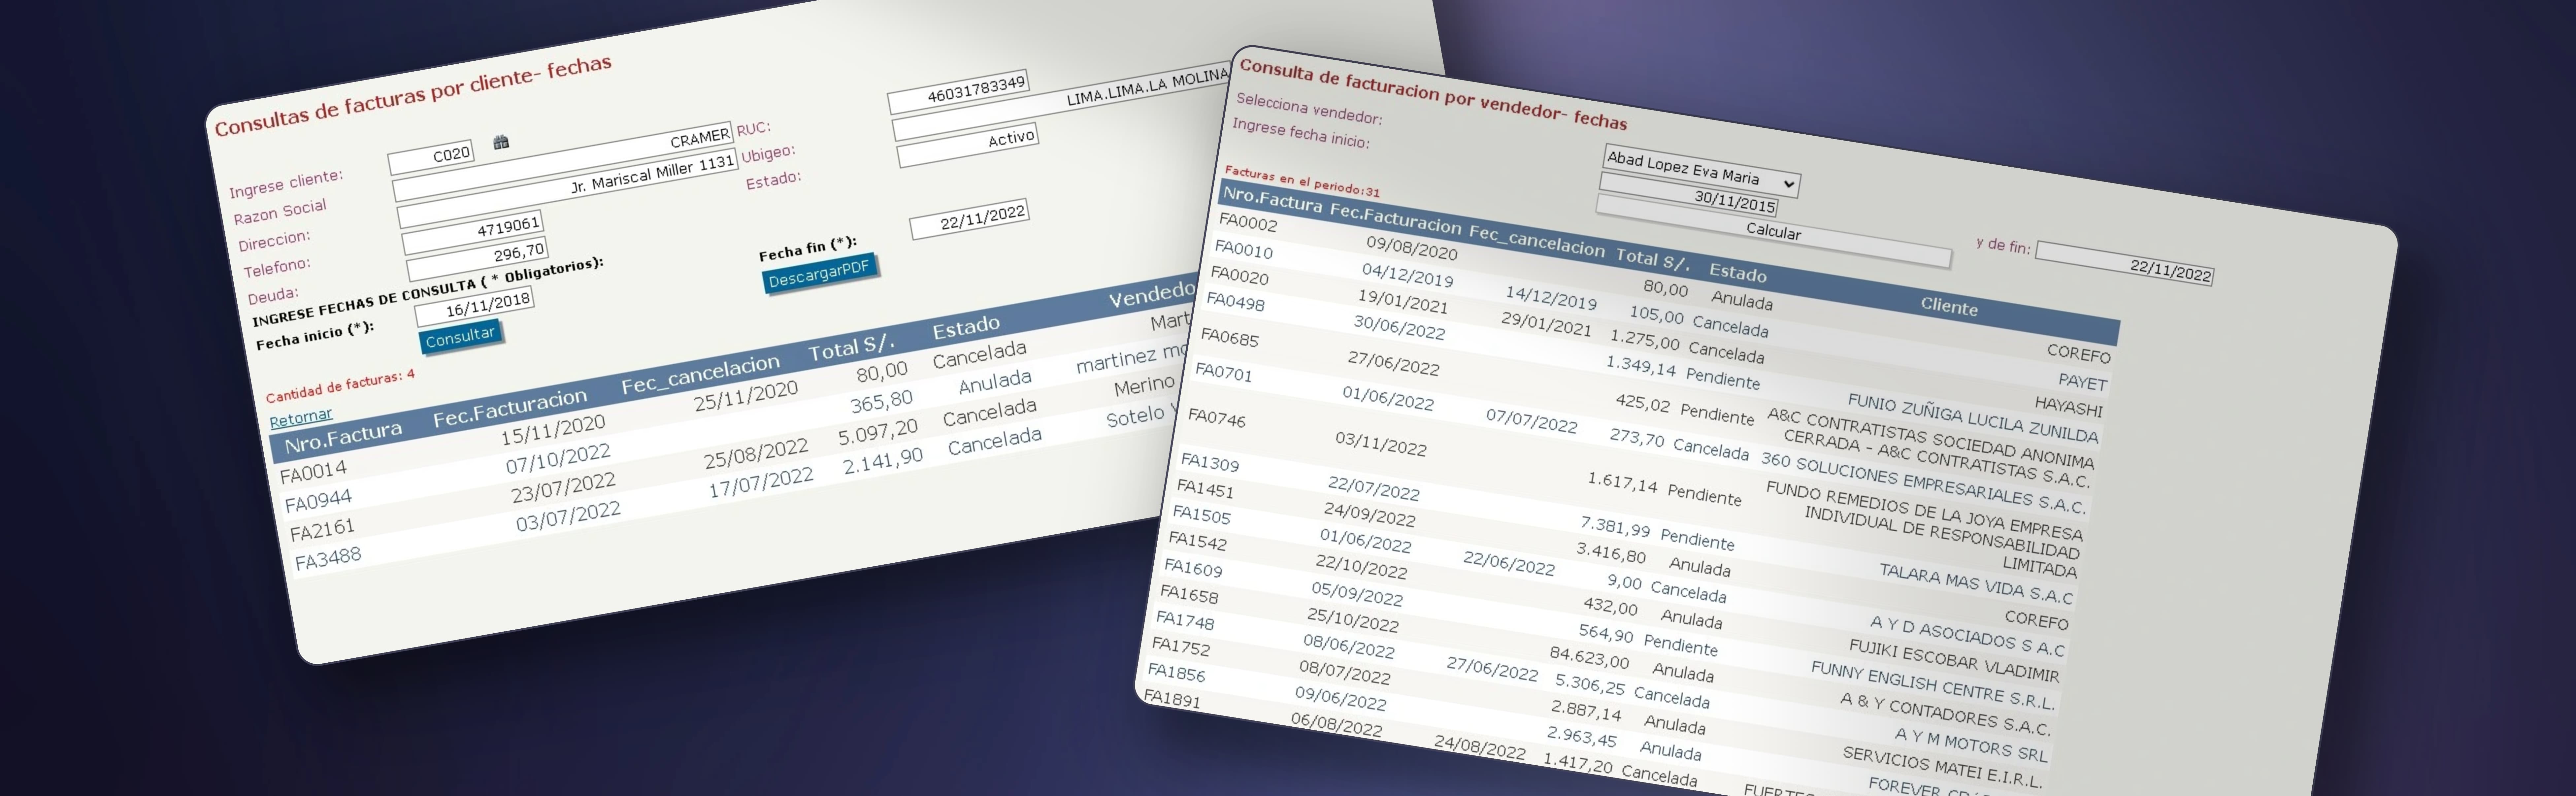 Consultas de facturas por cliente- fechas
Ingrese cliente: C020
Razon Social CRAMER RUC: 46031783349
Direccion: Jr. Mariscal Miller 1131 Ubigeo: LIMA.LIMA.LA MOLINA
Telefono: 4719061 Estado: Activo
Deuda: 296,70
INGRESE FECHAS DE CONSULTA ( * Obligatorios):
Fecha inicio (*): 16/11/2018 Fecha fin (*): 22/11/2022
Consultar DescargarPDF
Cantidad de facturas: 4
Retornar
Nro.Factura Fec.Facturacion Fec_cancelacion Total S/. Estado Vendedo
FA0014 15/11/2020 25/11/2020 80,00 Cancelada Mart
FA0944 07/10/2022 365,80 Anulada martinez
FA2161 23/07/2022 25/08/2022 5.097,20 Cancelada Merino
FA3488 03/07/2022 17/07/2022 2.141,90 Cancelada Sotelo
Consulta de facturacion por vendedor- fechas
Selecciona vendedor: Abad Lopez Eva Maria
Ingrese fecha inicio: 30/11/2015 y de fin: 22/11/2022
Calcular
Facturas en el periodo:31
Nro.Factura Fec.Facturacion Fec_cancelacion Total S/. Estado Cliente
FA0002 09/08/2020 80,00 Anulada COREFO
FA0010 04/12/2019 14/12/2019 105,00 Cancelada PAYET
FA0020 19/01/2021 29/01/2021 1.275,00 Cancelada HAYASHI
FA0498 30/06/2022 1.349,14 Pendiente FUNIO ZUÑIGA LUCILA ZUNILDA
FA0685 27/06/2022 425,02 Pendiente A&C CONTRATISTAS SOCIEDAD ANONIMA
CERRADA - A&C CONTRATISTAS S.A.C.
FA0701 01/06/2022 07/07/2022 273,70 Cancelada 360 SOLUCIONES EMPRESARIALES S.A.C.
FA0746 03/11/2022 1.617,14 Pendiente FUNDO REMEDIOS DE LA JOYA EMPRESA
INDIVIDUAL DE RESPONSABILIDAD
LIMITADA
FA1309 22/07/2022 7.381,99 Pendiente TALARA MAS VIDA S.A.C
FA1451 24/09/2022 3.416,80 Anulada COREFO
FA1505 01/06/2022 22/06/2022 9,00 Cancelada A Y D ASOCIADOS S A.C
FA1542 22/10/2022 432,00 Anulada FUJIKI ESCOBAR VLADIMIR
FA1609 05/09/2022 564,90 Pendiente FUNNY ENGLISH CENTRE S.R.L.
FA1658 25/10/2022 84.623,00 Anulada A & Y CONTADORES S.A.C.
FA1748 08/06/2022 27/06/2022 5.306,25 Cancelada A Y M MOTORS SRL
FA1752 08/07/2022 2.887,14 Anulada SERVICIOS MATEI E.I.R.L.
FA1856 09/06/2022 2.963,45 Anulada FOREVER
FA1891 06/08/2022 24/08/2022 1.417,20 Cancelada